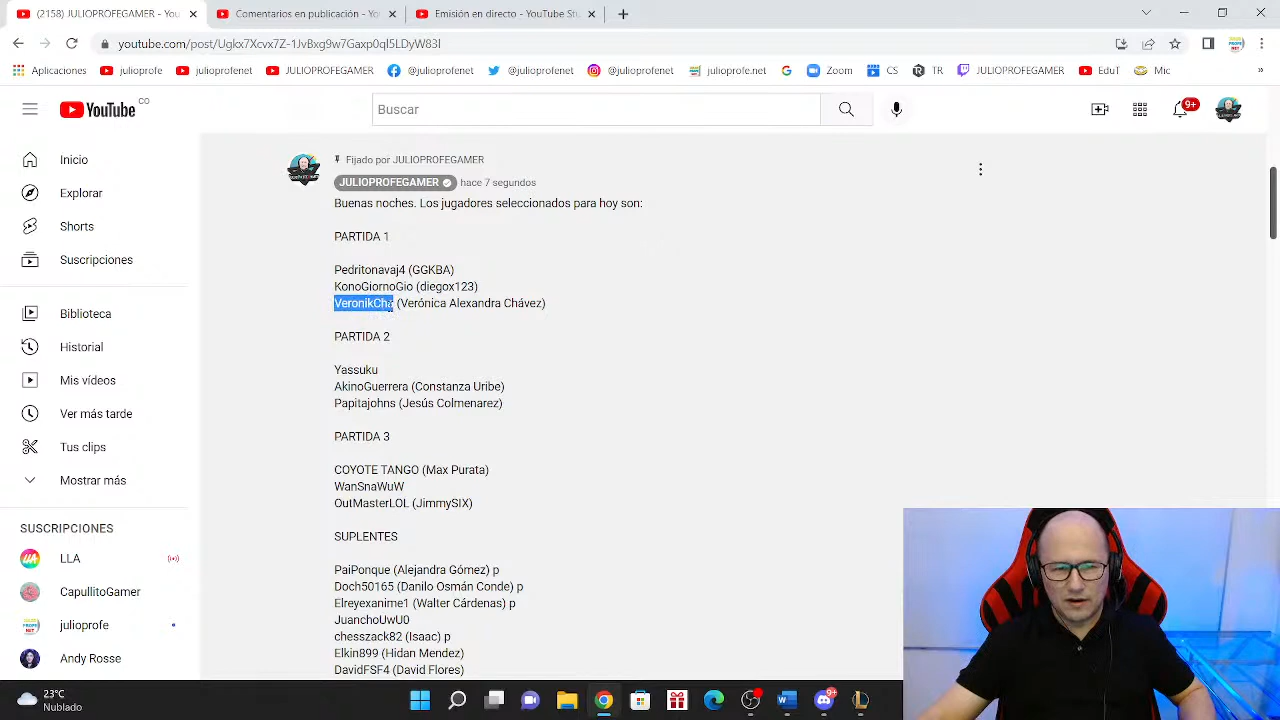 (2158) JULIOPROFEGAMER - You
Comentarios en publicación - Yo
Emisión en directo - YouTube Stu
youtube.com/post/Ugkx7Xcvx7Z-1JvBxg9w7Gaxp0ql5LDyW83I
Aplicaciones
julioprofe
julioprofenet
JULIOPROFEGAMER
@julioprofenet
@julioprofenet
@julioprofenet
julioprofe.net
Zoom
CS
TR
JULIOPROFEGAMER
EduT
Mic
»
YouTube CO
Buscar
9+
Inicio
Explorar
Shorts
Suscripciones
Biblioteca
Historial
Mis vídeos
Ver más tarde
Tus clips
Mostrar más
SUSCRIPCIONES
LLA
CapullitoGamer
julioprofe
Andy Rosse
Fijado por JULIOPROFEGAMER
JULIOPROFEGAMER hace 7 segundos
Buenas noches. Los jugadores seleccionados para hoy son:
PARTIDA 1
Pedritonavaj4 (GGKBA)
KonoGiornoGio (diegox123)
VeronikCha (Verónica Alexandra Chávez)
PARTIDA 2
Yassuku
AkinoGuerrera (Constanza Uribe)
Papitajohns (Jesús Colmenarez)
PARTIDA 3
COYOTE TANGO (Max Purata)
WanSnaWuW
OutMasterLOL (JimmySIX)
SUPLENTES
PaiPonque (Alejandra Gómez) p
Doch57165 (Danilo Osmán Conde) p
Elreyexanime1 (Walter Cárdenas) p
JuanchoUwU0
chesszack82 (Isaac) p
Elkin899 (Hidan Mendez)
DavidFSF4 (David Flores)
23°C
Nublado